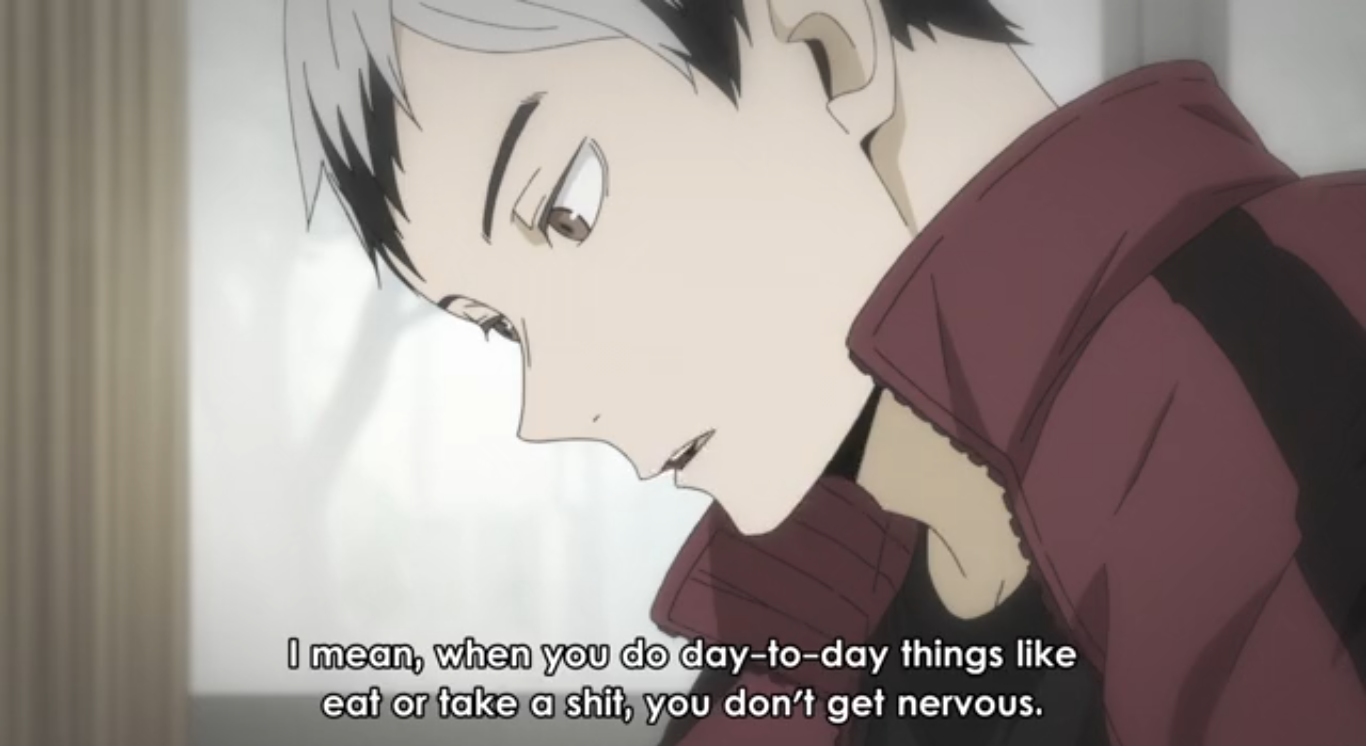 I mean, when you do day-to-day things like
eat or take a shit, you don't get nervous.